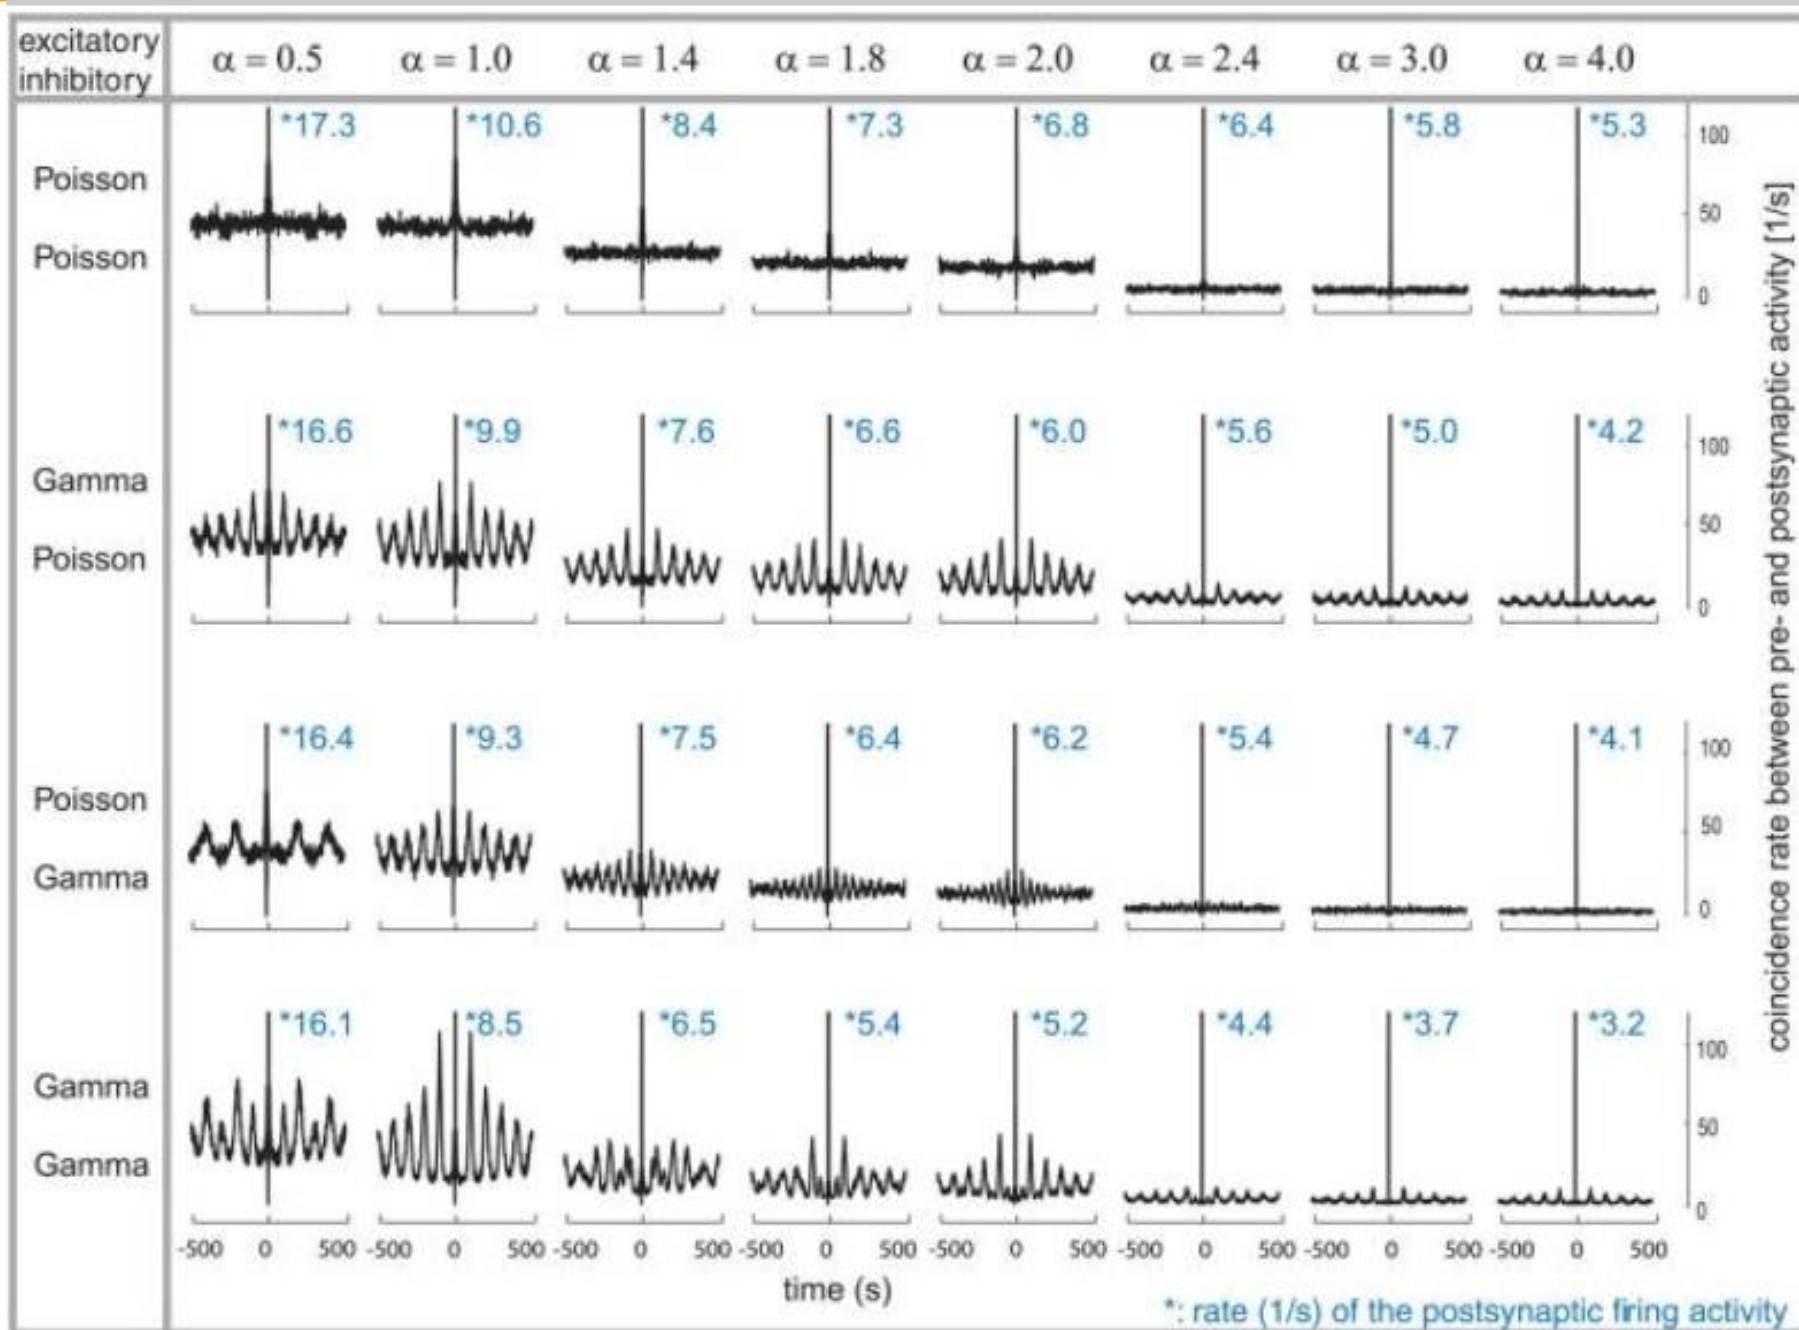 excitatory α = 0.5 α = 1.0 α = 1.4 α = 1.8 α = 2.0 α = 2.4 α = 3.0 α = 4.0
inhibitory
*17.3 *10.6 *8.4 *7.3 *6.8 *6.4 *5.8 *5.3
100
Poisson
50
Poisson
0
*16.6 *9.9 *7.6 *6.6 *6.0 *5.6 *5.0 *4.2
100
Gamma
50
Poisson
0
*16.4 *9.3 *7.5 *6.4 *6.2 *5.4 *4.7 *4.1
100
Poisson
50
Gamma
0
*16.1 *8.5 *6.5 *5.4 *5.2 *4.4 *3.7 *3.2
100
Gamma
50
Gamma
0
-500 0 500 -500 0 500 -500 0 500 -500 0 500 -500 0 500 -500 0 500 -500 0 500 -500 0 500
time (s)
*: rate (1/s) of the postsynaptic firing activity
coincidence rate between pre- and postsynaptic activity [1/s]